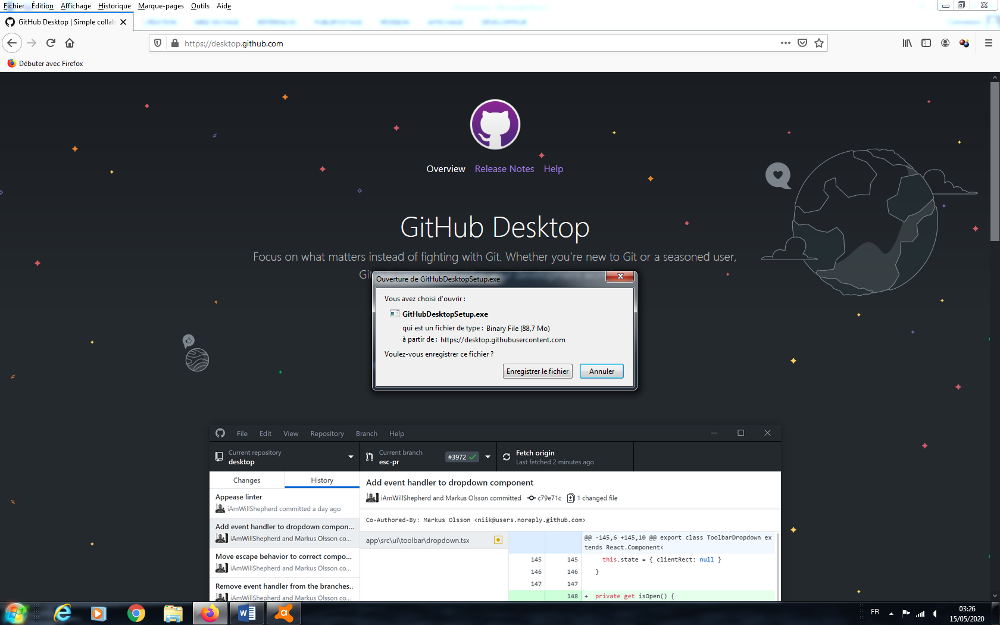 Fichier Édition Affichage Historique Marque-pages Outils Aide
GitHub Desktop | Simple collab
https://desktop.github.com
Débuter avec Firefox
Overview Release Notes Help
GitHub Desktop
Focus on what matters instead of fighting with Git. Whether you're new to Git or a seasoned user,
Ouverture de GitHubDesktopSetup.exe
Vous avez choisi d'ouvrir :
GitHubDesktopSetup.exe
qui est un fichier de type : Binary File (88,7 Mo)
à partir de : https://desktop.githubusercontent.com
Voulez-vous enregistrer ce fichier ?
Enregistrer le fichier Annuler
File Edit View Repository Branch Help
Current repository
desktop
Current branch
esc-pr
#3972
Fetch origin
Last fetched 2 minutes ago
Changes History
Appease linter
iAmWillShepherd committed a day ago
Add event handler to dropdown compon...
iAmWillShepherd and Markus Olsson co...
Move escape behavior to correct compo...
iAmWillShepherd and Markus Olsson co...
Remove event handler from the branches..
iAmWillShepherd and Markus Olsson co...
Add event handler to dropdown component
iAmWillShepherd and Markus Olsson committed c79e71c 1 changed file
Co-Authored-By: Markus Olsson <niik@users.noreply.github.com>
app\src\ui\toolbar\dropdown.tsx
@@ -145,6 +145,10 @@ export class ToolbarDropdown ex
tends React.Component<
145 145 this.state = { clientRect: null }
146 146 }
147 147
148 + private get isOpen() {
FR
03:26
15/05/2020